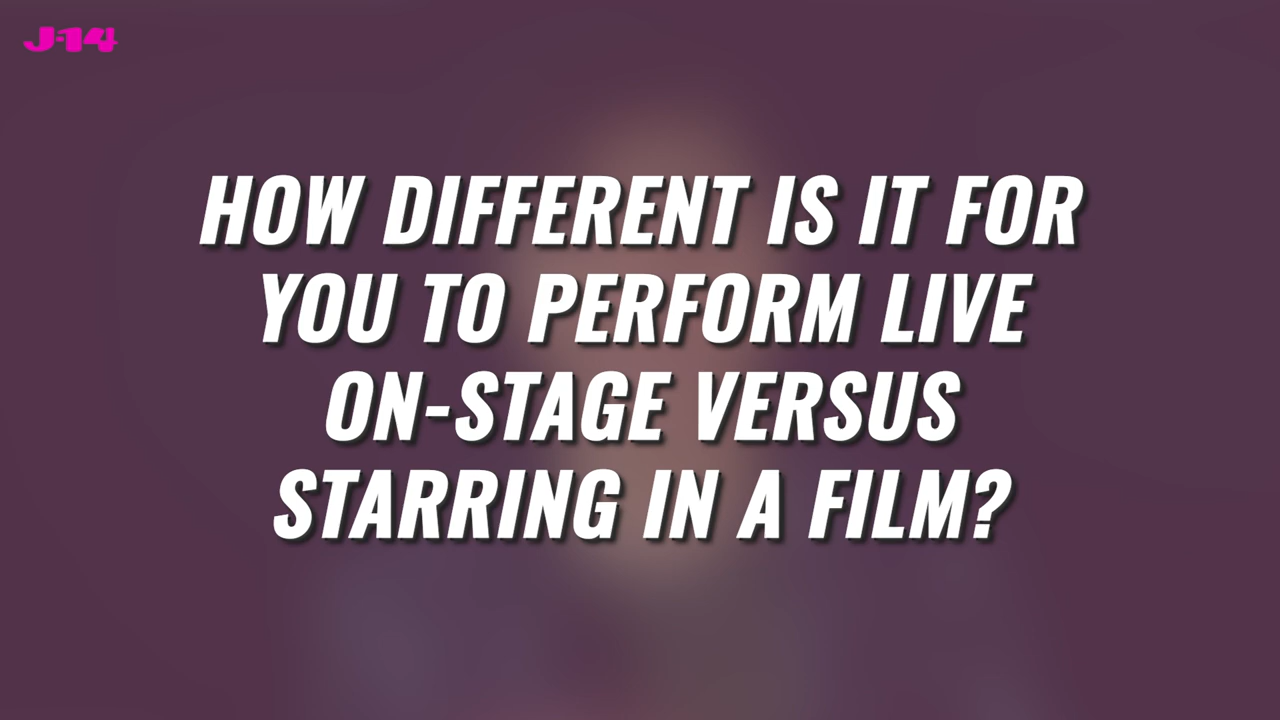 J-14
HOW DIFFERENT IS IT FOR
YOU TO PERFORM LIVE
ON-STAGE VERSUS
STARRING IN A FILM?